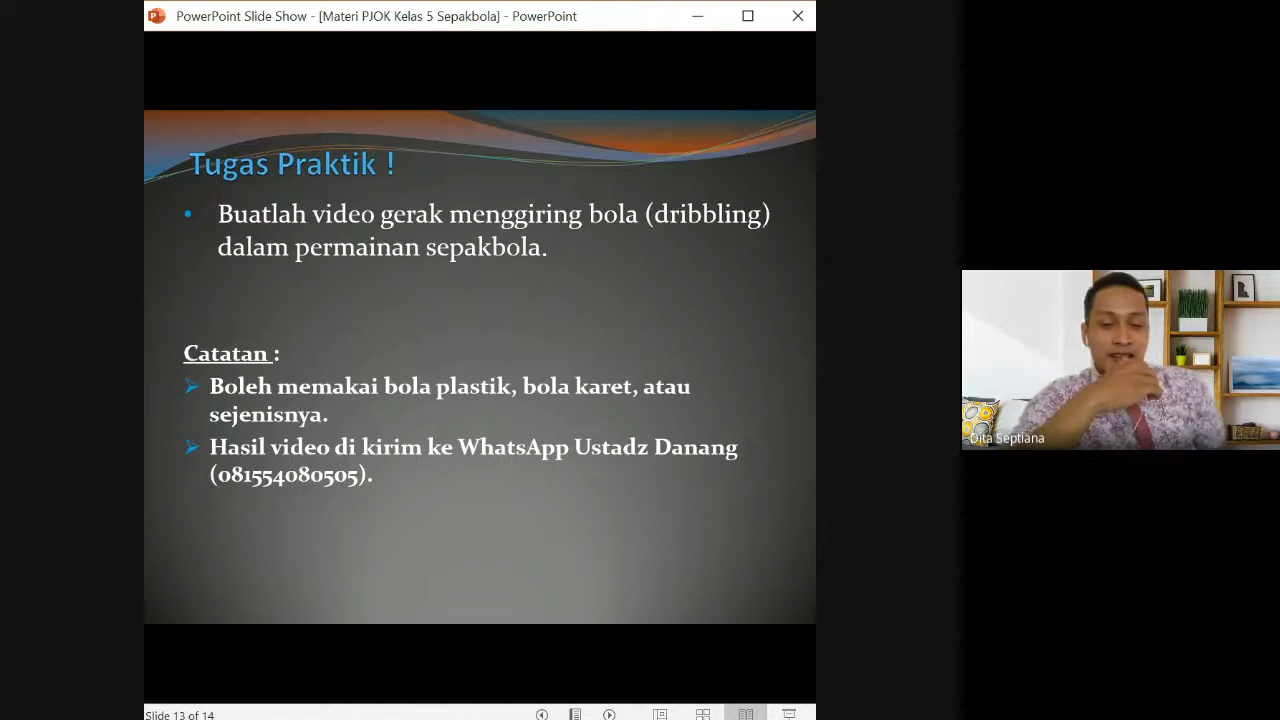 PowerPoint Slide Show - [Materi PJOK Kelas 5 Sepakbola] - PowerPoint
Tugas Praktik !
• Buatlah video gerak menggiring bola (dribbling)
dalam permainan sepakbola.
Catatan :
➢ Boleh memakai bola plastik, bola karet, atau
sejenisnya.
➢ Hasil video di kirim ke WhatsApp Ustadz Danang
(081554080505).
Dita Septiana
Slide 13 of 14